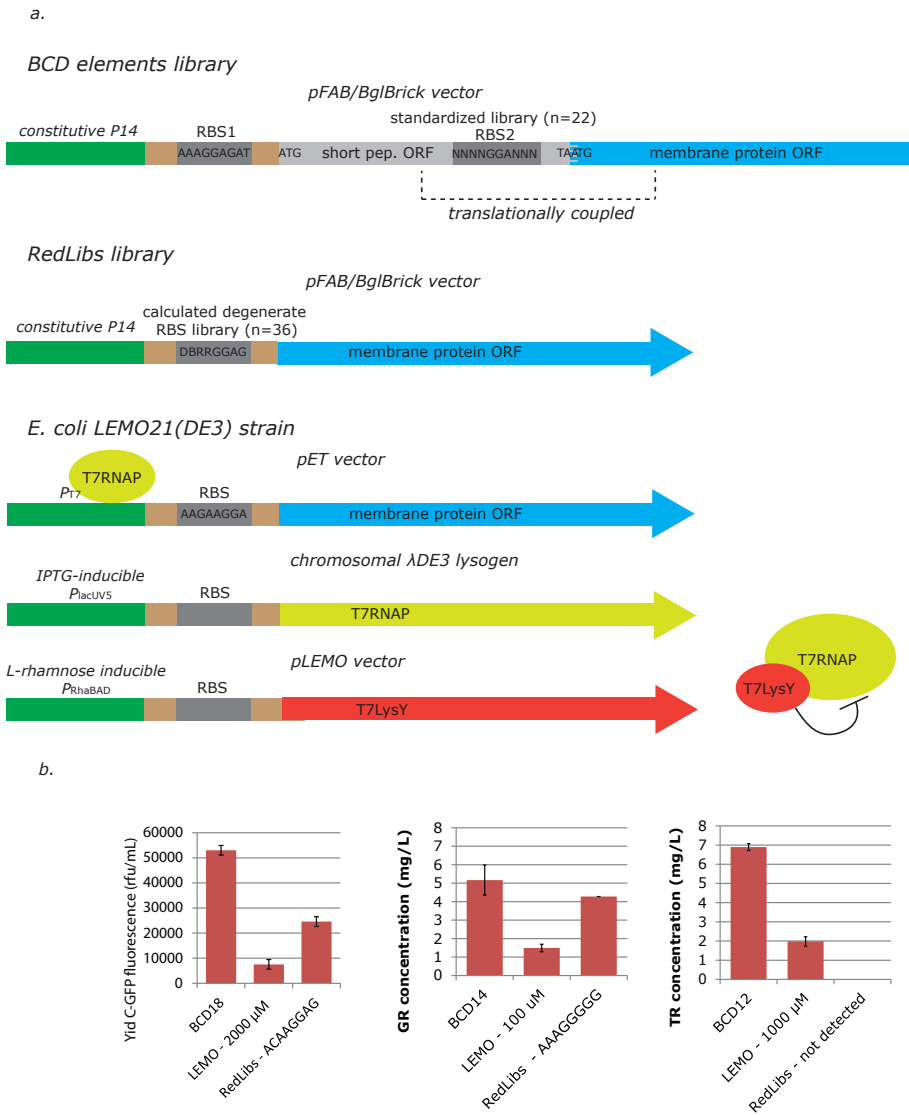 a.
BCD elements library
pFAB/BglBrick vector
constitutive P14
RBS1
standardized library (n=22)
RBS2
AAAGGAGAT
ATG
short pep. ORF
NNNNGGANNN
TAATG
membrane protein ORF
translationally coupled
RedLibs library
pFAB/BglBrick vector
constitutive P14
calculated degenerate
RBS library (n=36)
DBRRGGAG
membrane protein ORF
E. coli LEMO21(DE3) strain
pET vector
T7RNAP
PT7
RBS
AAGAAGGA
membrane protein ORF
chromosomal λDE3 lysogen
IPTG-inducible
PlacUV5
RBS
T7RNAP
pLEMO vector
L-rhamnose inducible
PRhaBAD
RBS
T7LysY
T7RNAP
T7LysY
b.
Yid C-GFP fluorescence (rfu/mL)
60000
50000
40000
30000
20000
10000
0
BCD18
LEMO - 2000 µM
RedLibs - ACAAGGAG
GR concentration (mg/L)
8
7
6
5
4
3
2
1
0
BCD14
LEMO - 100 uM
RedLibs - AAAGGGGG
TR concentration (mg/L)
8
7
6
5
4
3
2
1
0
BCD12
LEMO - 1000 µM
RedLibs - not detected